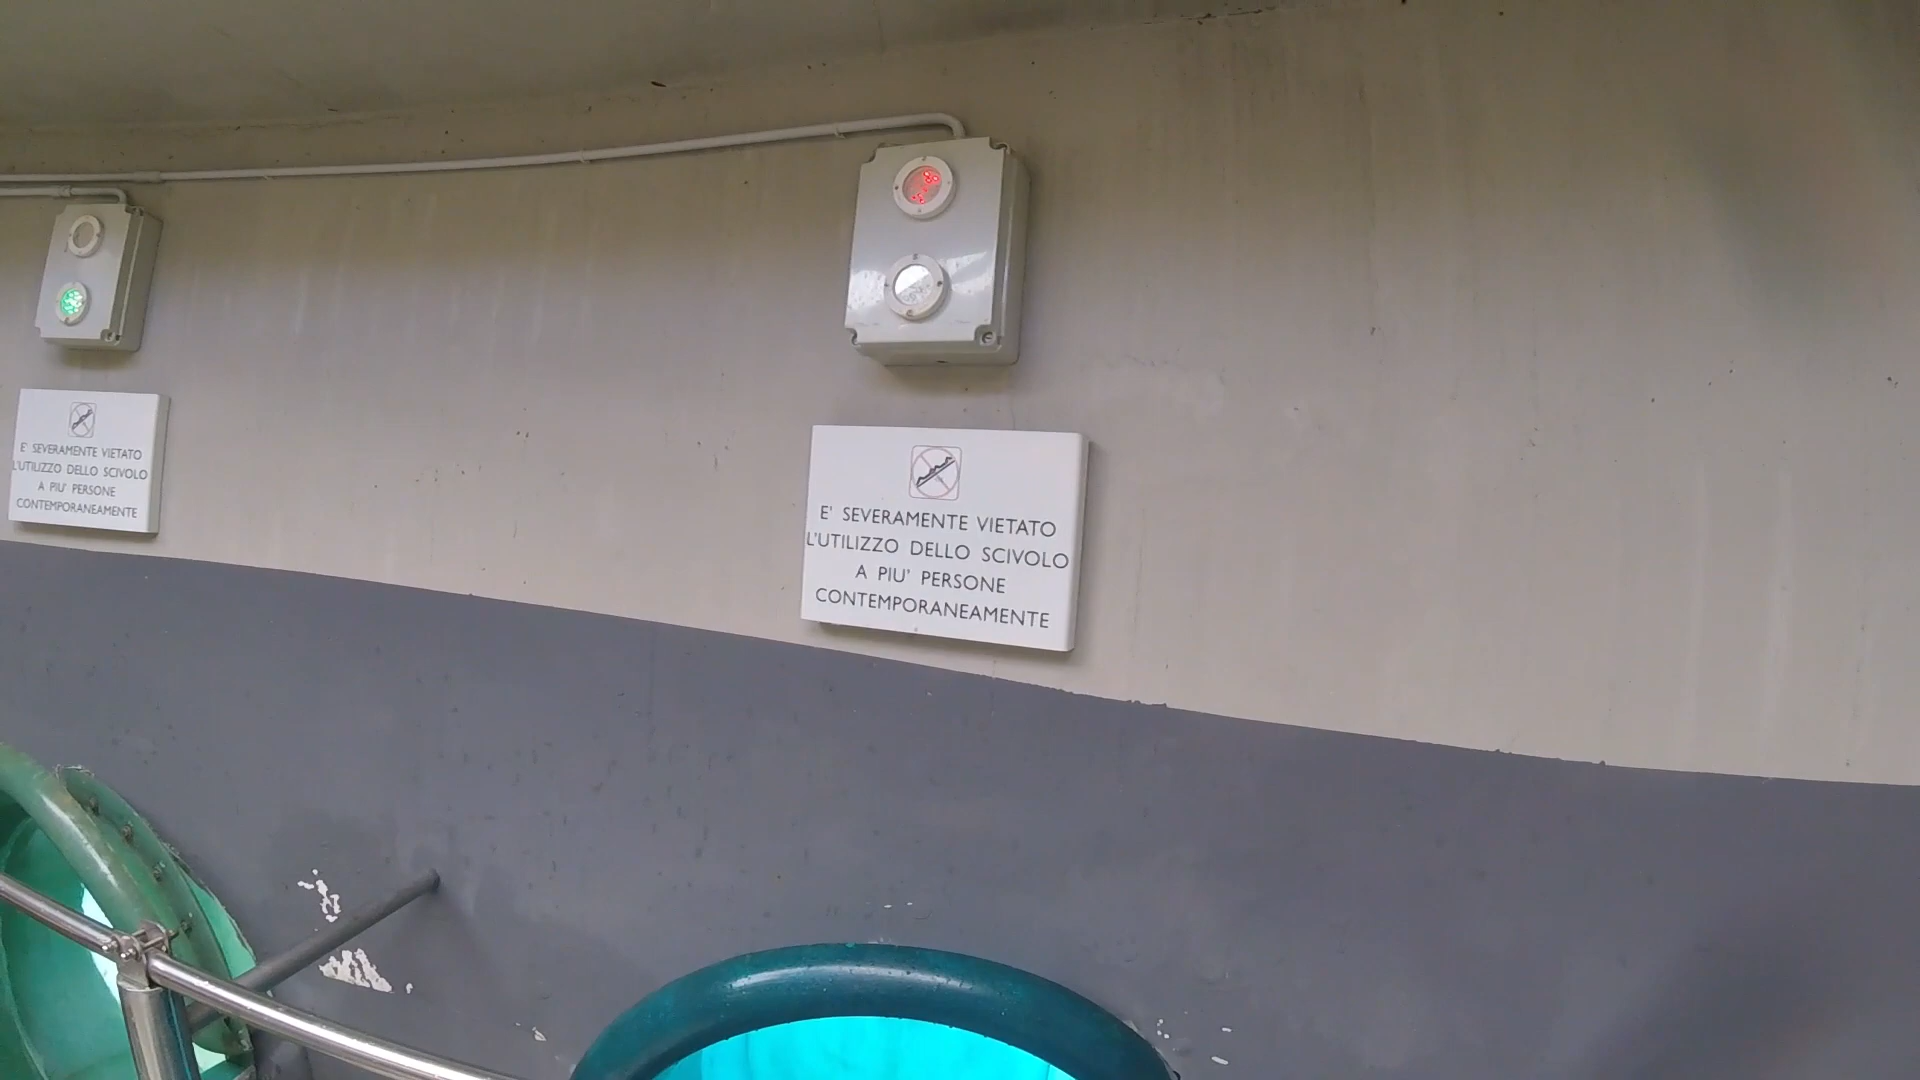 E' SEVERAMENTE VIETATO
L'UTILIZZO DELLO SCIVOLO
A PIU' PERSONE
CONTEMPORANEAMENTE
E' SEVERAMENTE VIETATO
L'UTILIZZO DELLO SCIVOLO
A PIU' PERSONE
CONTEMPORANEAMENTE